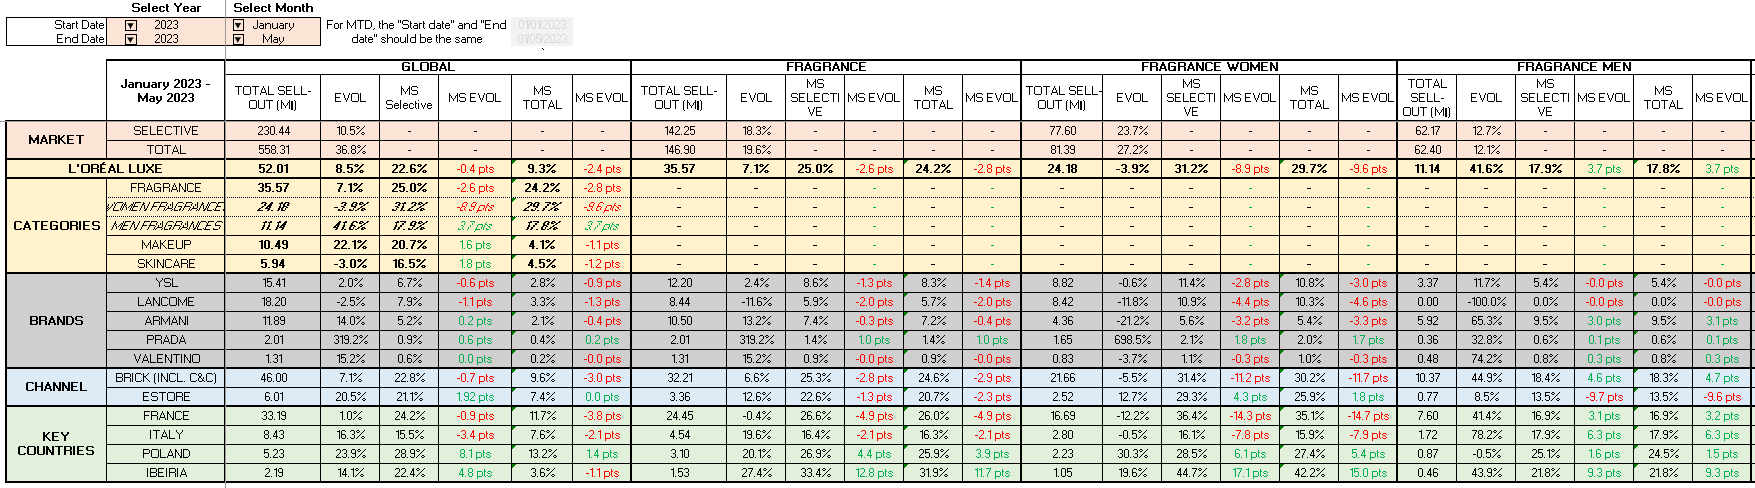 Select Year Select Month
Start Date 2023 January For MTD, the "Start date" and "End 01/01/2023
End Date 2023 May date" should be the same 01/05/2023
GLOBAL FRAGRANCE FRAGRANCE WOMEN FRAGRANCE MEN
January 2023 - May 2023 TOTAL SELL-OUT (Ml) EVOL MS Selective MS EVOL MS TOTAL MS EVOL TOTAL SELL-OUT (Ml) EVOL MS SELECTIVE MS EVOL MS TOTAL MS EVOL TOTAL SELL-OUT (Ml) EVOL MS SELECTIVE MS EVOL MS TOTAL MS EVOL TOTAL SELL-OUT (Ml) EVOL MS SELECTIVE MS EVOL MS TOTAL MS EVOL
MARKET
SELECTIVE 230.44 10.5% - - - - 142.25 18.3% - - - - 77.60 23.7% - - - - 62.17 12.7% - - - -
TOTAL 558.31 36.8% - - - - 146.90 19.6% - - - - 81.39 27.2% - - - - 62.40 12.1% - - - -
L'ORÉAL LUXE 52.01 8.5% 22.6% -0.4 pts 9.3% -2.4 pts 35.57 7.1% 25.0% -2.6 pts 24.2% -2.8 pts 24.18 -3.9% 31.2% -8.9 pts 29.7% -9.6 pts 11.14 41.6% 17.9% 3.7 pts 17.8% 3.7 pts
CATEGORIES
FRAGRANCE 35.57 7.1% 25.0% -2.6 pts 24.2% -2.8 pts - - - - - - - - - - - - - - - - - -
WOMEN FRAGRANCE 24.18 -3.9% 31.2% -8.9 pts 29.7% -9.6 pts - - - - - - - - - - - - - - - - - -
MEN FRAGRANCES 11.14 41.6% 17.9% 3.7 pts 17.8% 3.7 pts - - - - - - - - - - - - - - - - - -
MAKEUP 10.49 22.1% 20.7% 1.6 pts 4.1% -1.1 pts - - - - - - - - - - - - - - - - - -
SKINCARE 5.94 -3.0% 16.5% 1.8 pts 4.5% -1.2 pts - - - - - - - - - - - - - - - - - -
BRANDS
YSL 15.41 2.0% 6.7% -0.6 pts 2.8% -0.9 pts 12.20 2.4% 8.6% -1.3 pts 8.3% -1.4 pts 8.82 -0.6% 11.4% -2.8 pts 10.8% -3.0 pts 3.37 11.7% 5.4% -0.0 pts 5.4% -0.0 pts
LANCOME 18.20 -2.5% 7.9% -1.1 pts 3.3% -1.3 pts 8.44 -11.6% 5.9% -2.0 pts 5.7% -2.0 pts 8.42 -11.8% 10.9% -4.4 pts 10.3% -4.6 pts 0.00 -100.0% 0.0% -0.0 pts 0.0% -0.0 pts
ARMANI 11.89 14.0% 5.2% 0.2 pts 2.1% -0.4 pts 10.50 13.2% 7.4% -0.3 pts 7.2% -0.4 pts 4.36 -21.2% 5.6% -3.2 pts 5.4% -3.3 pts 5.92 65.3% 9.5% 3.0 pts 9.5% 3.1 pts
PRADA 2.01 319.2% 0.9% 0.6 pts 0.4% 0.2 pts 2.01 319.2% 1.4% 1.0 pts 1.4% 1.0 pts 1.65 698.5% 2.1% 1.8 pts 2.0% 1.7 pts 0.36 32.8% 0.6% 0.1 pts 0.6% 0.1 pts
VALENTINO 1.31 15.2% 0.6% 0.0 pts 0.2% -0.0 pts 1.31 15.2% 0.9% -0.0 pts 0.9% -0.0 pts 0.83 -3.7% 1.1% -0.3 pts 1.0% -0.3 pts 0.48 74.2% 0.8% 0.3 pts 0.8% 0.3 pts
CHANNEL
BRICK (INCL. C&C) 46.00 7.1% 22.8% -0.7 pts 9.6% -3.0 pts 32.21 6.6% 25.3% -2.8 pts 24.6% -2.9 pts 21.66 -5.5% 31.4% -11.2 pts 30.2% -11.7 pts 10.37 44.9% 18.4% 4.6 pts 18.3% 4.7 pts
ESTORE 6.01 20.5% 21.1% 1.92 pts 7.4% 0.0 pts 3.36 12.6% 22.6% -1.3 pts 20.7% -2.3 pts 2.52 12.7% 29.3% 4.3 pts 25.9% 1.8 pts 0.77 8.5% 13.5% -9.7 pts 13.5% -9.6 pts
KEY COUNTRIES
FRANCE 33.19 1.0% 24.2% -0.9 pts 11.7% -3.8 pts 24.45 -0.4% 26.6% -4.9 pts 26.0% -4.9 pts 16.69 -12.2% 36.4% -14.3 pts 35.1% -14.7 pts 7.60 41.4% 16.9% 3.1 pts 16.9% 3.2 pts
ITALY 8.43 16.3% 15.5% -3.4 pts 7.6% -2.1 pts 4.54 19.6% 16.4% -2.1 pts 16.3% -2.1 pts 2.80 -0.5% 16.1% -7.8 pts 15.9% -7.9 pts 1.72 78.2% 17.9% 6.3 pts 17.9% 6.3 pts
POLAND 5.23 23.9% 28.9% 8.1 pts 13.2% 1.4 pts 3.10 20.1% 26.9% 4.4 pts 25.9% 3.9 pts 2.23 30.3% 28.5% 6.1 pts 27.4% 5.4 pts 0.87 -0.5% 25.1% 1.6 pts 24.5% 1.5 pts
IBEIRIA 2.19 14.1% 22.4% 4.8 pts 3.6% -1.1 pts 1.53 27.4% 33.4% 12.8 pts 31.9% 11.7 pts 1.05 19.6% 44.7% 17.1 pts 42.2% 15.0 pts 0.46 43.9% 21.8% 9.3 pts 21.8% 9.3 pts